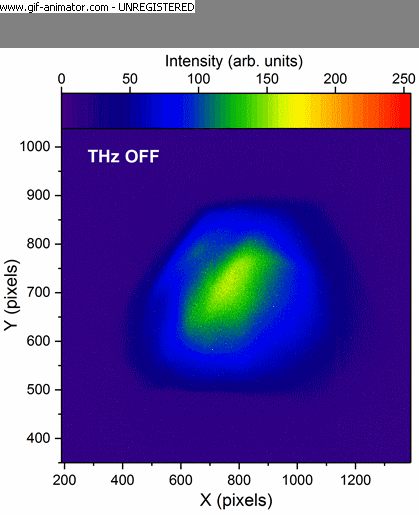 www.gif-animator.com - UNREGISTERED
Intensity (arb. units)
0 50 100 150 200 250
THz OFF
1000
900
800
700
600
500
400
Y (pixels)
200 400 600 800 1000 1200
X (pixels)